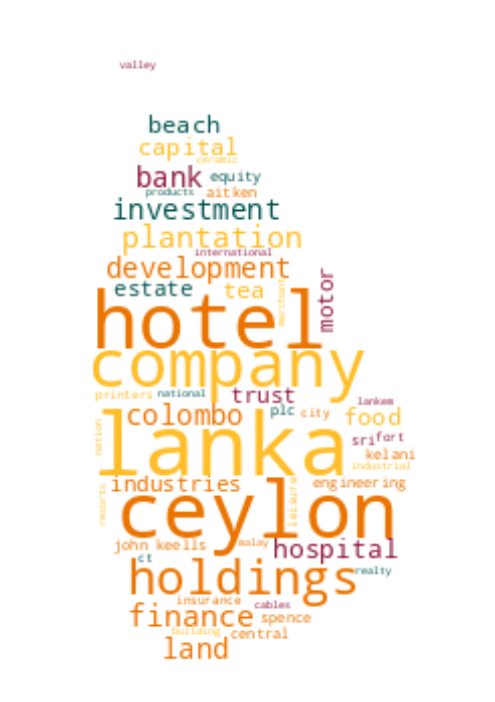 valley
beach
capital
ceramic
bank equity
products aitken
investment
plantation
international
development
estate tea merchant motor
hotel
company
printers national trust lankem
colombo plc city food
nation lanka sri fort
kelani
industrial
industries leisure engineering
resorts ceylon
john keells malay hospital
ct
holdings realty
insurance cables
finance spence
building central
land